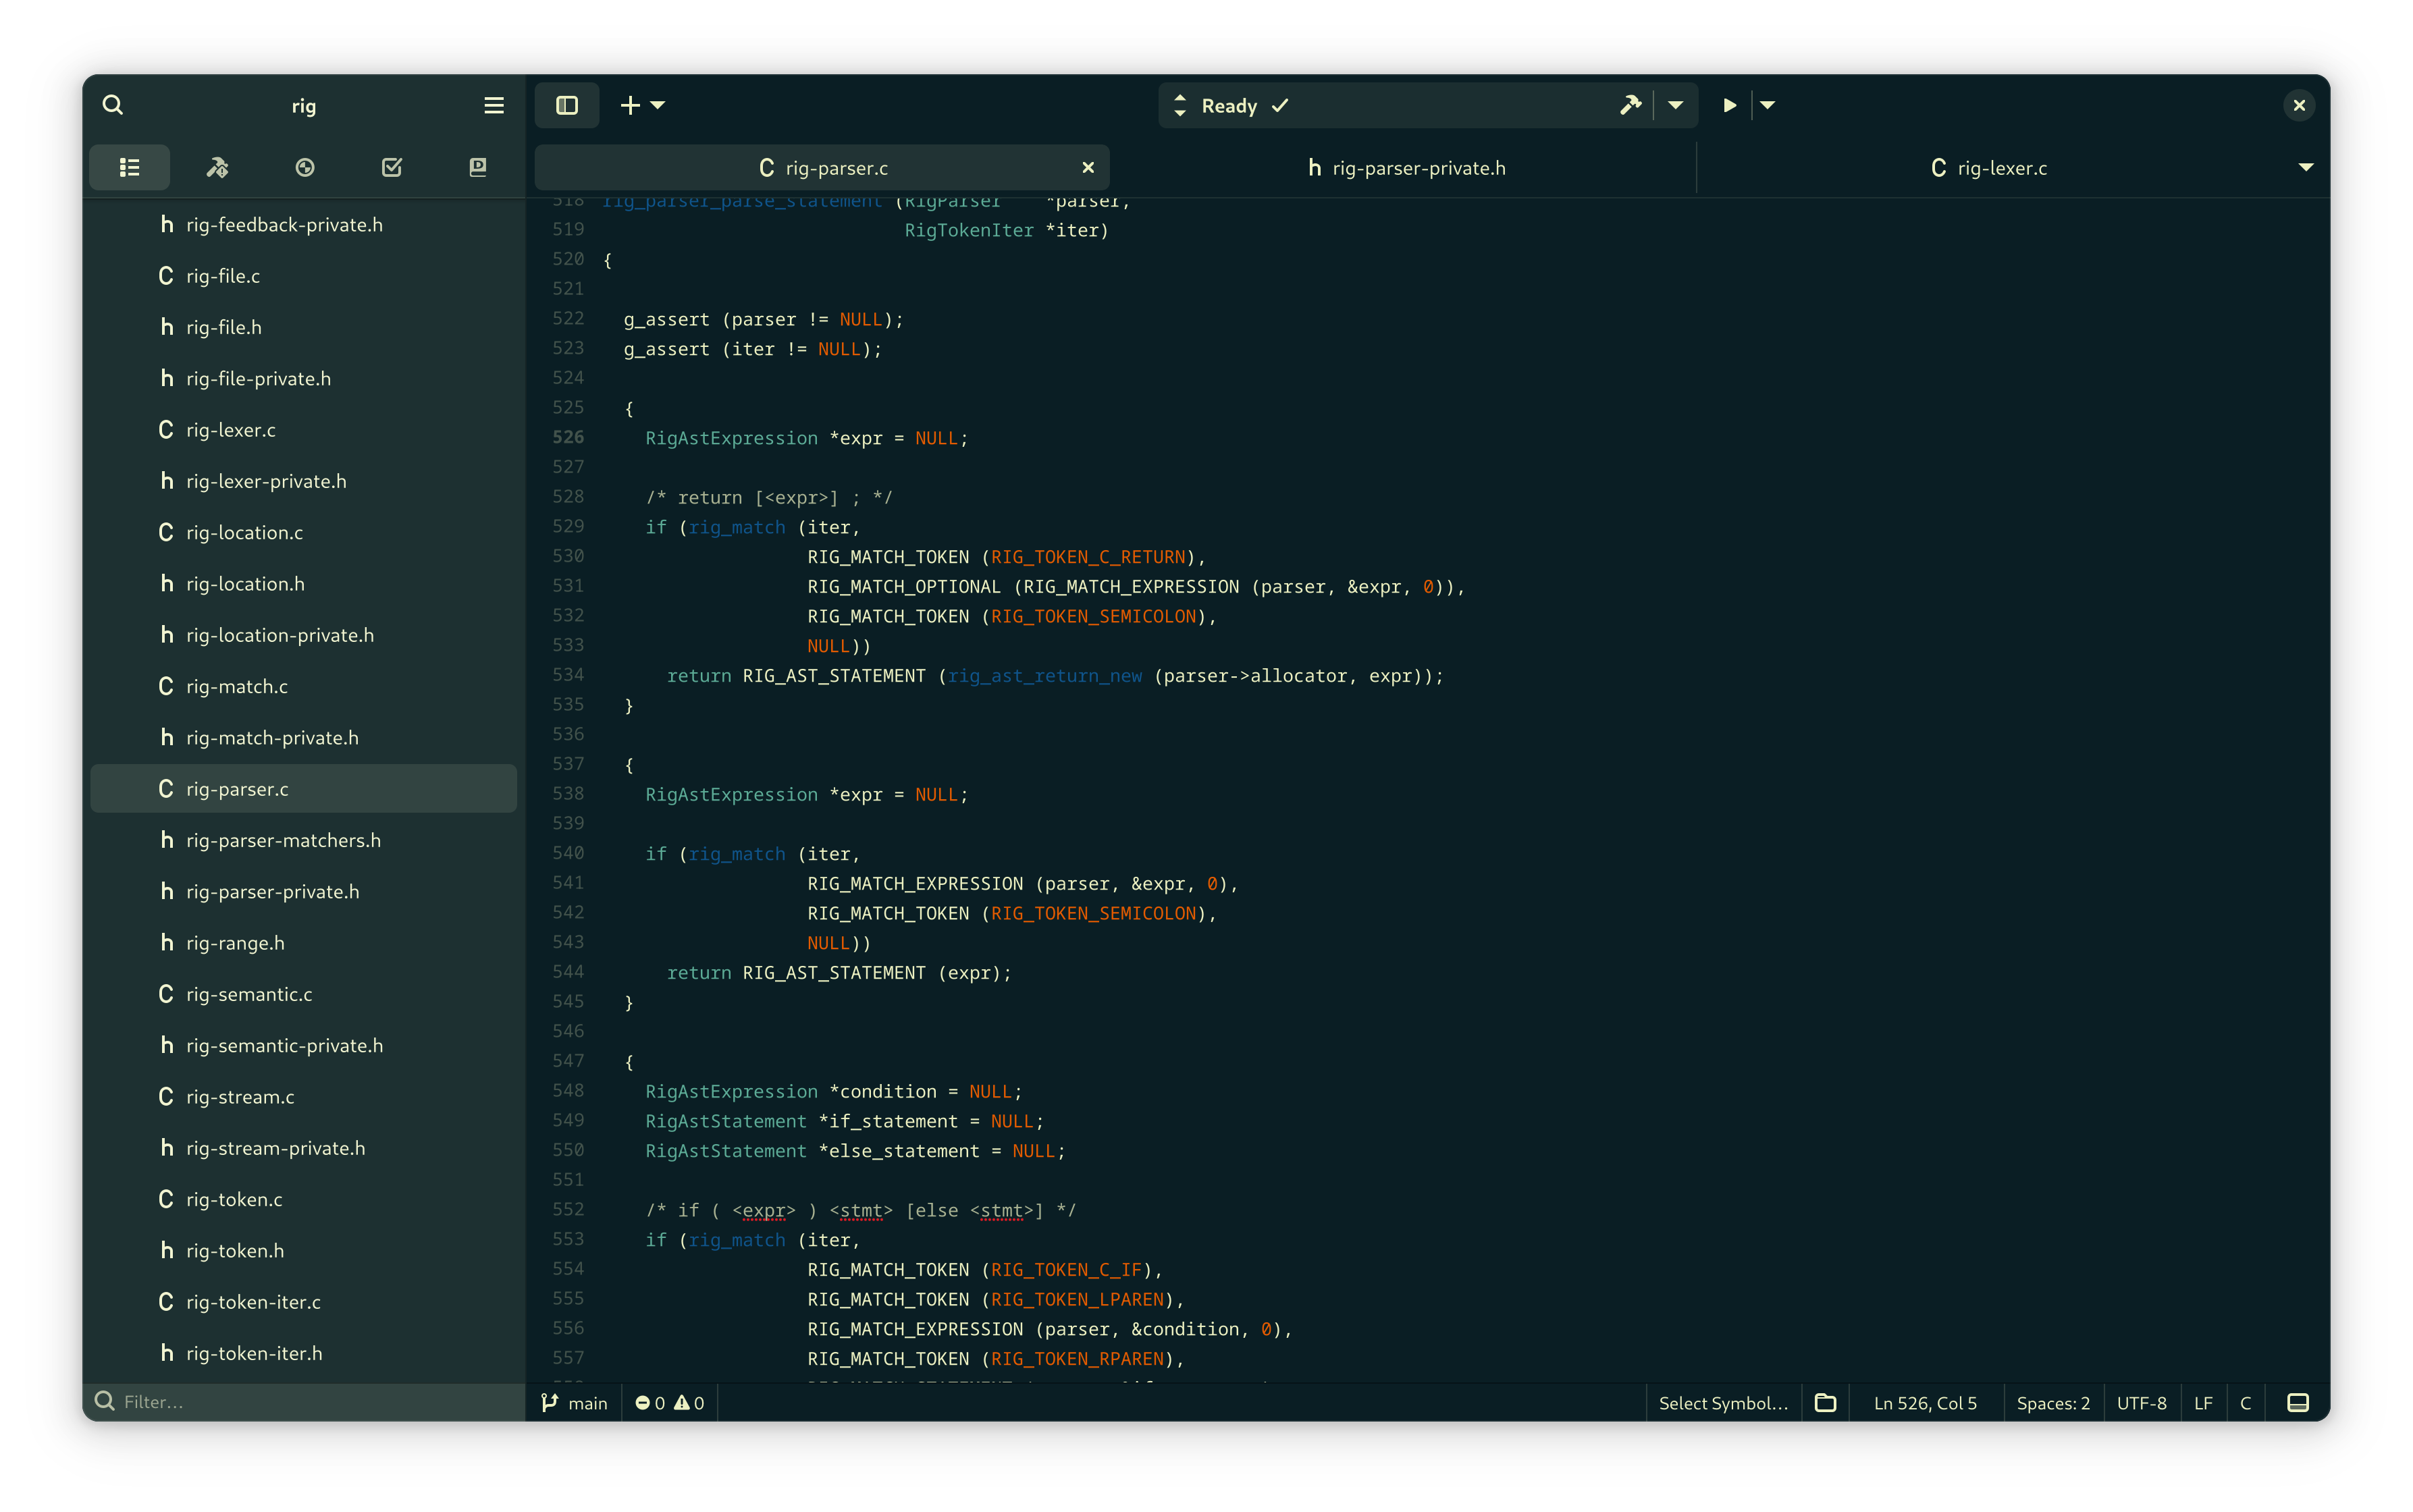 rig
Ready
rig-parser.c
rig-parser-private.h
rig-lexer.c
rig-feedback-private.h
rig-file.c
rig-file.h
rig-file-private.h
rig-lexer.c
rig-lexer-private.h
rig-location.c
rig-location.h
rig-location-private.h
rig-match.c
rig-match-private.h
rig-parser.c
rig-parser-matchers.h
rig-parser-private.h
rig-range.h
rig-semantic.c
rig-semantic-private.h
rig-stream.c
rig-stream-private.h
rig-token.c
rig-token.h
rig-token-iter.c
rig-token-iter.h
Filter...
518 rig_parser_parse_statement (RigParser    *parser,
519                             RigTokenIter *iter)
520 {
521
522   g_assert (parser != NULL);
523   g_assert (iter != NULL);
524
525   {
526     RigAstExpression *expr = NULL;
527
528     /* return [<expr>] ; */
529     if (rig_match (iter,
530                    RIG_MATCH_TOKEN (RIG_TOKEN_C_RETURN),
531                    RIG_MATCH_OPTIONAL (RIG_MATCH_EXPRESSION (parser, &expr, 0)),
532                    RIG_MATCH_TOKEN (RIG_TOKEN_SEMICOLON),
533                    NULL))
534       return RIG_AST_STATEMENT (rig_ast_return_new (parser->allocator, expr));
535   }
536
537   {
538     RigAstExpression *expr = NULL;
539
540     if (rig_match (iter,
541                    RIG_MATCH_EXPRESSION (parser, &expr, 0),
542                    RIG_MATCH_TOKEN (RIG_TOKEN_SEMICOLON),
543                    NULL))
544       return RIG_AST_STATEMENT (expr);
545   }
546
547   {
548     RigAstExpression *condition = NULL;
549     RigAstStatement *if_statement = NULL;
550     RigAstStatement *else_statement = NULL;
551
552     /* if ( <expr> ) <stmt> [else <stmt>] */
553     if (rig_match (iter,
554                    RIG_MATCH_TOKEN (RIG_TOKEN_C_IF),
555                    RIG_MATCH_TOKEN (RIG_TOKEN_LPAREN),
556                    RIG_MATCH_EXPRESSION (parser, &condition, 0),
557                    RIG_MATCH_TOKEN (RIG_TOKEN_RPAREN),
main 0 0 Select Symbol... Ln 526, Col 5 Spaces: 2 UTF-8 LF C